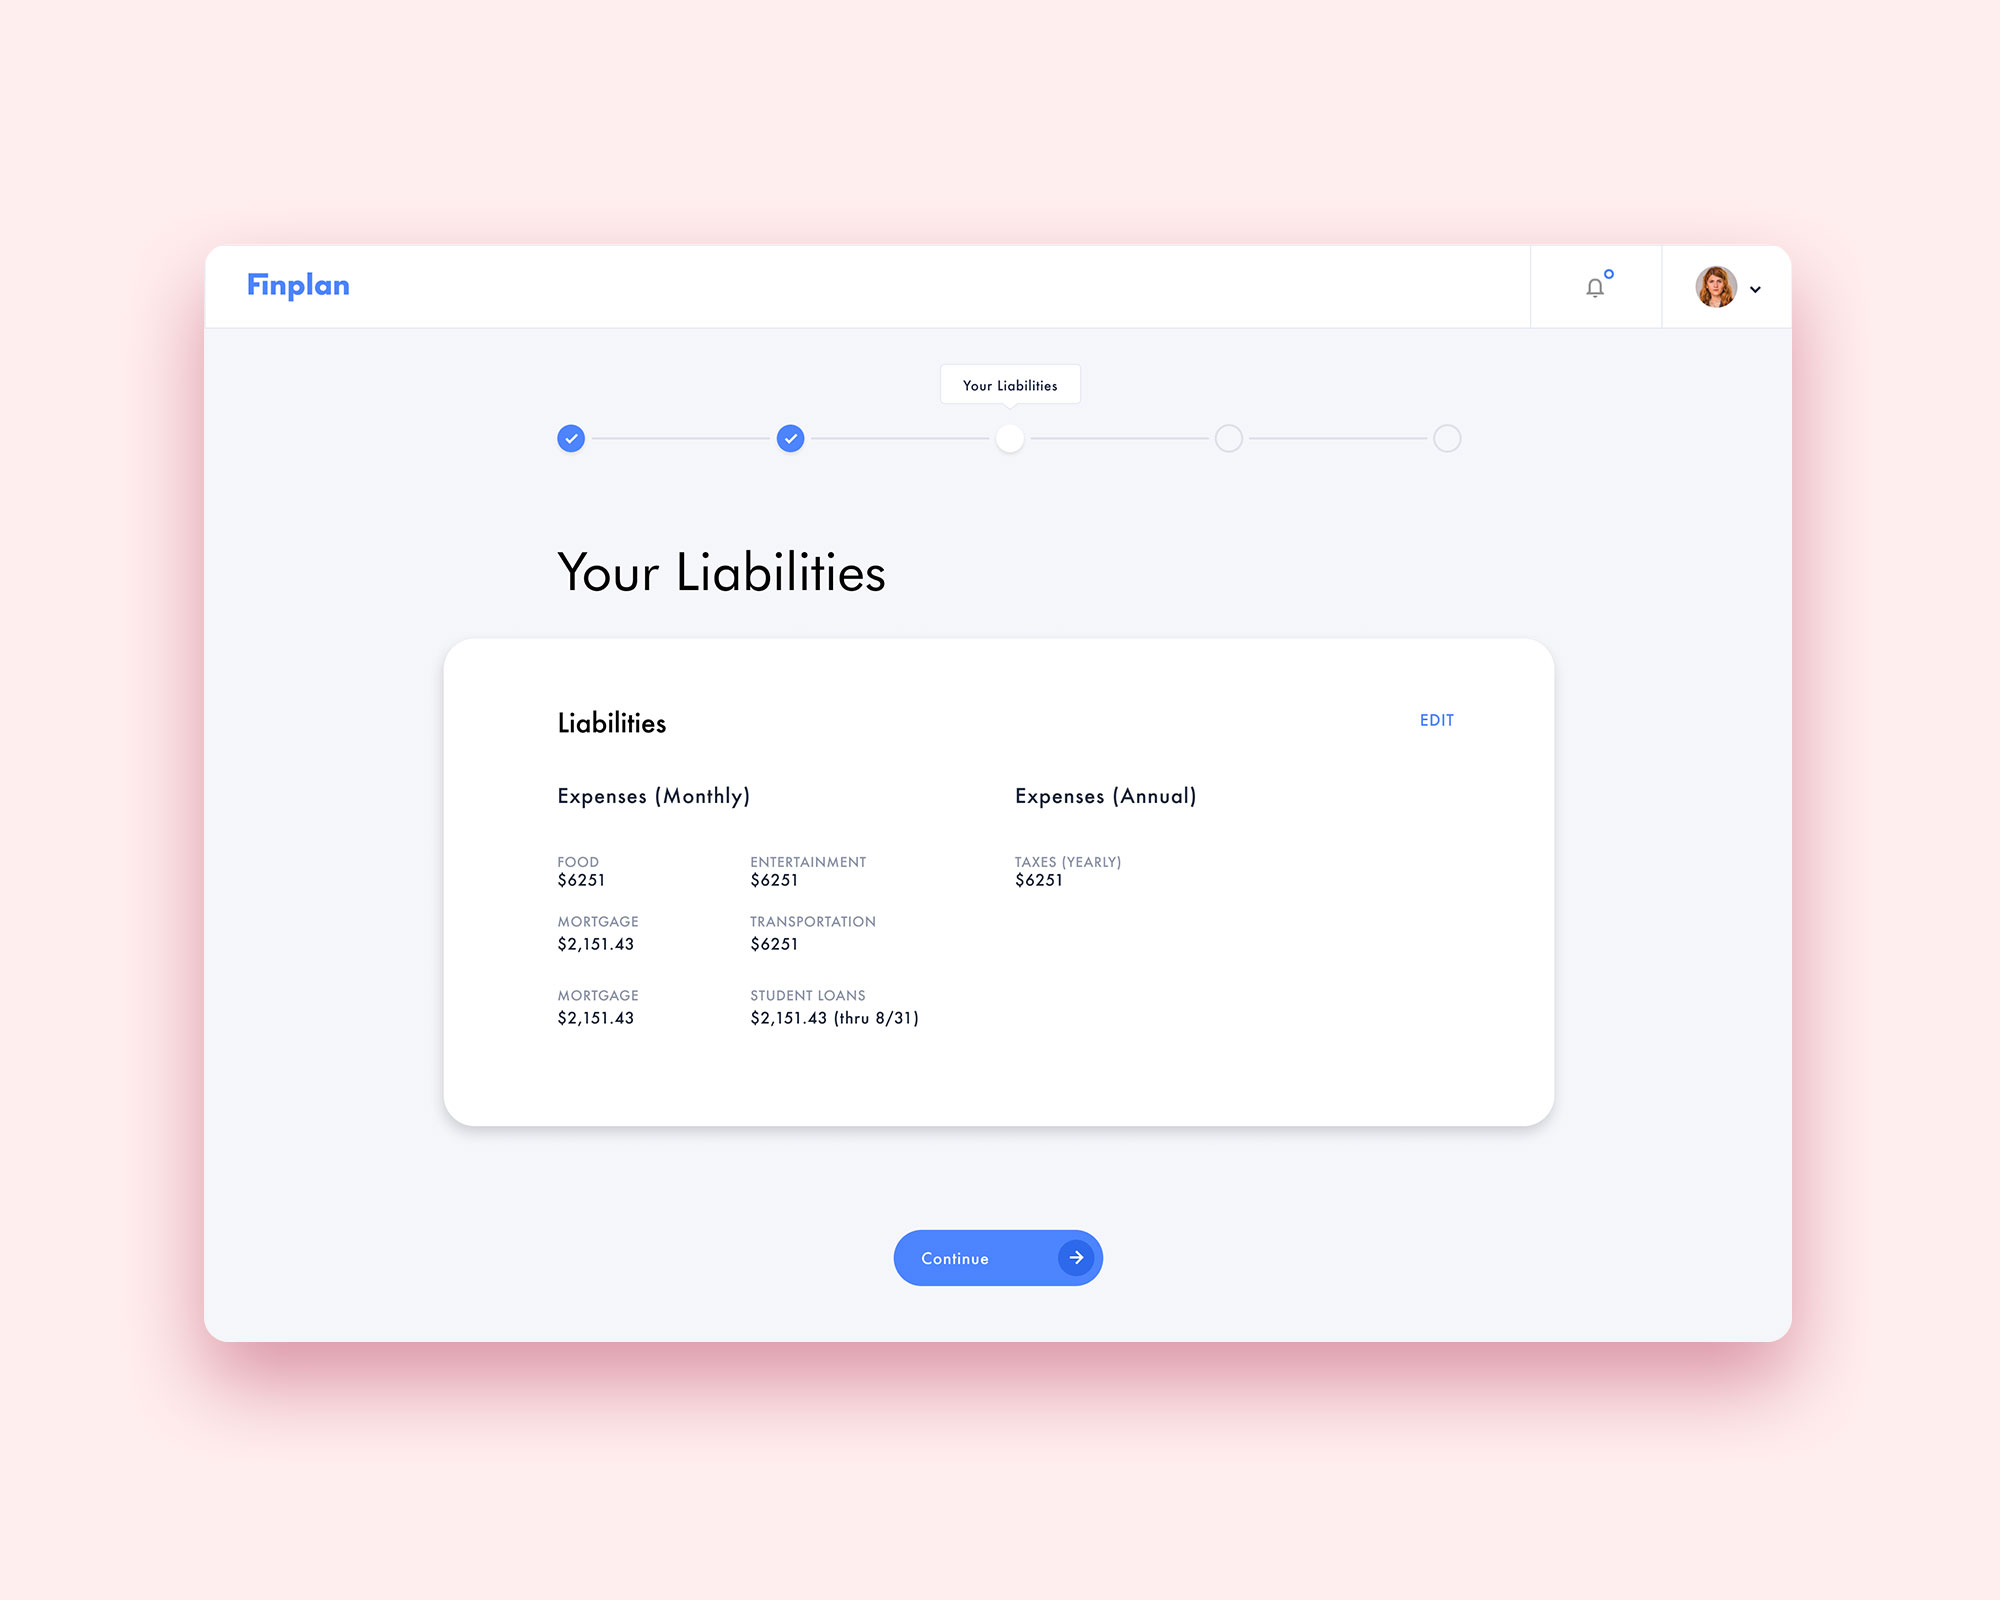 Finplan
Your Liabilities
Your Liabilities
Liabilities
EDIT
Expenses (Monthly)
Expenses (Annual)
FOOD
$6251
ENTERTAINMENT
$6251
TAXES (YEARLY)
$6251
MORTGAGE
$2,151.43
TRANSPORTATION
$6251
MORTGAGE
$2,151.43
STUDENT LOANS
$2,151.43 (thru 8/31)
Continue